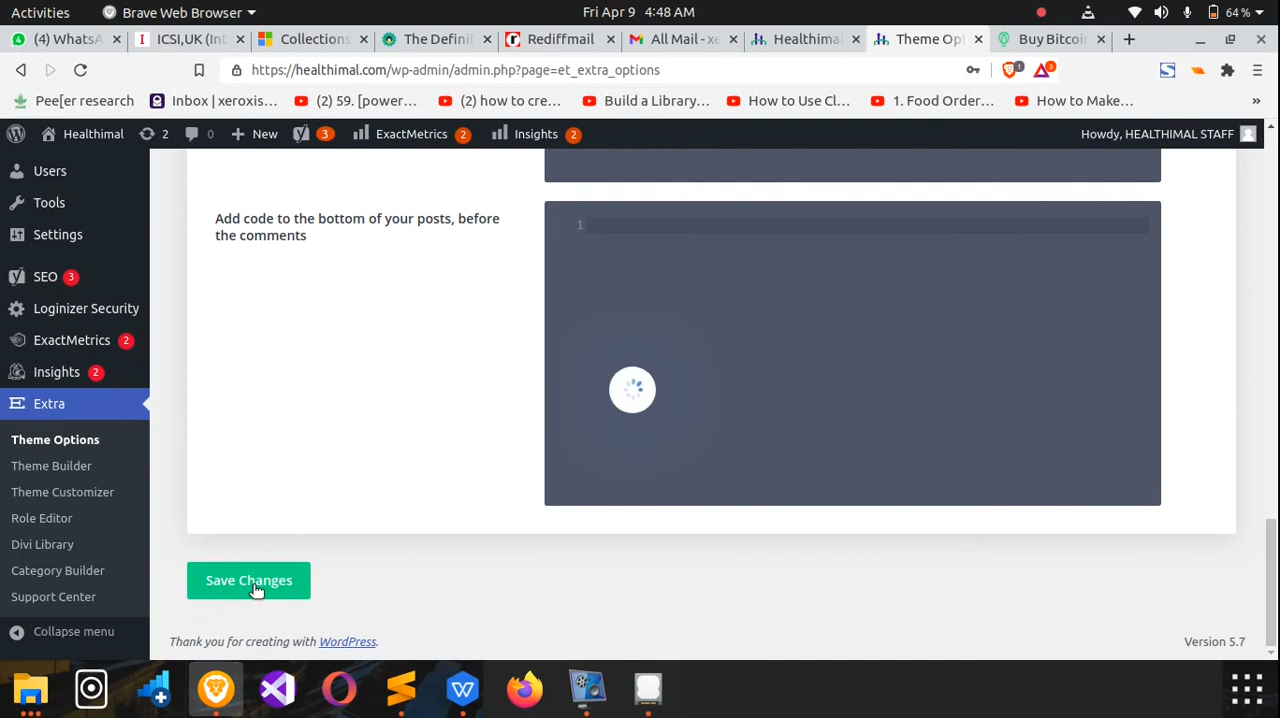 Activities
Brave Web Browser
Fri Apr 9 4:48 AM
64 %
(4) WhatsA
ICSI,UK (Int
Collections
The Definit
Rediffmail
All Mail - xe
Healthimal
Theme Opt
Buy Bitcoin
https://healthimal.com/wp-admin/admin.php?page=et_extra_options
1
3
Pee[er research
Inbox | xeroxis…
(2) 59. [power…
(2) how to cre…
Build a Library…
How to Use Cl…
1. Food Order…
How to Make…
»
Healthimal
2
0
New
3
ExactMetrics 2
Insights 2
Howdy, HEALTHIMAL STAFF
Users
Tools
Settings
SEO 3
Loginizer Security
ExactMetrics 2
Insights 2
Extra
Theme Options
Theme Builder
Theme Customizer
Role Editor
Divi Library
Category Builder
Support Center
Collapse menu
Add code to the bottom of your posts, before
the comments
1
Save Changes
Thank you for creating with WordPress.
Version 5.7